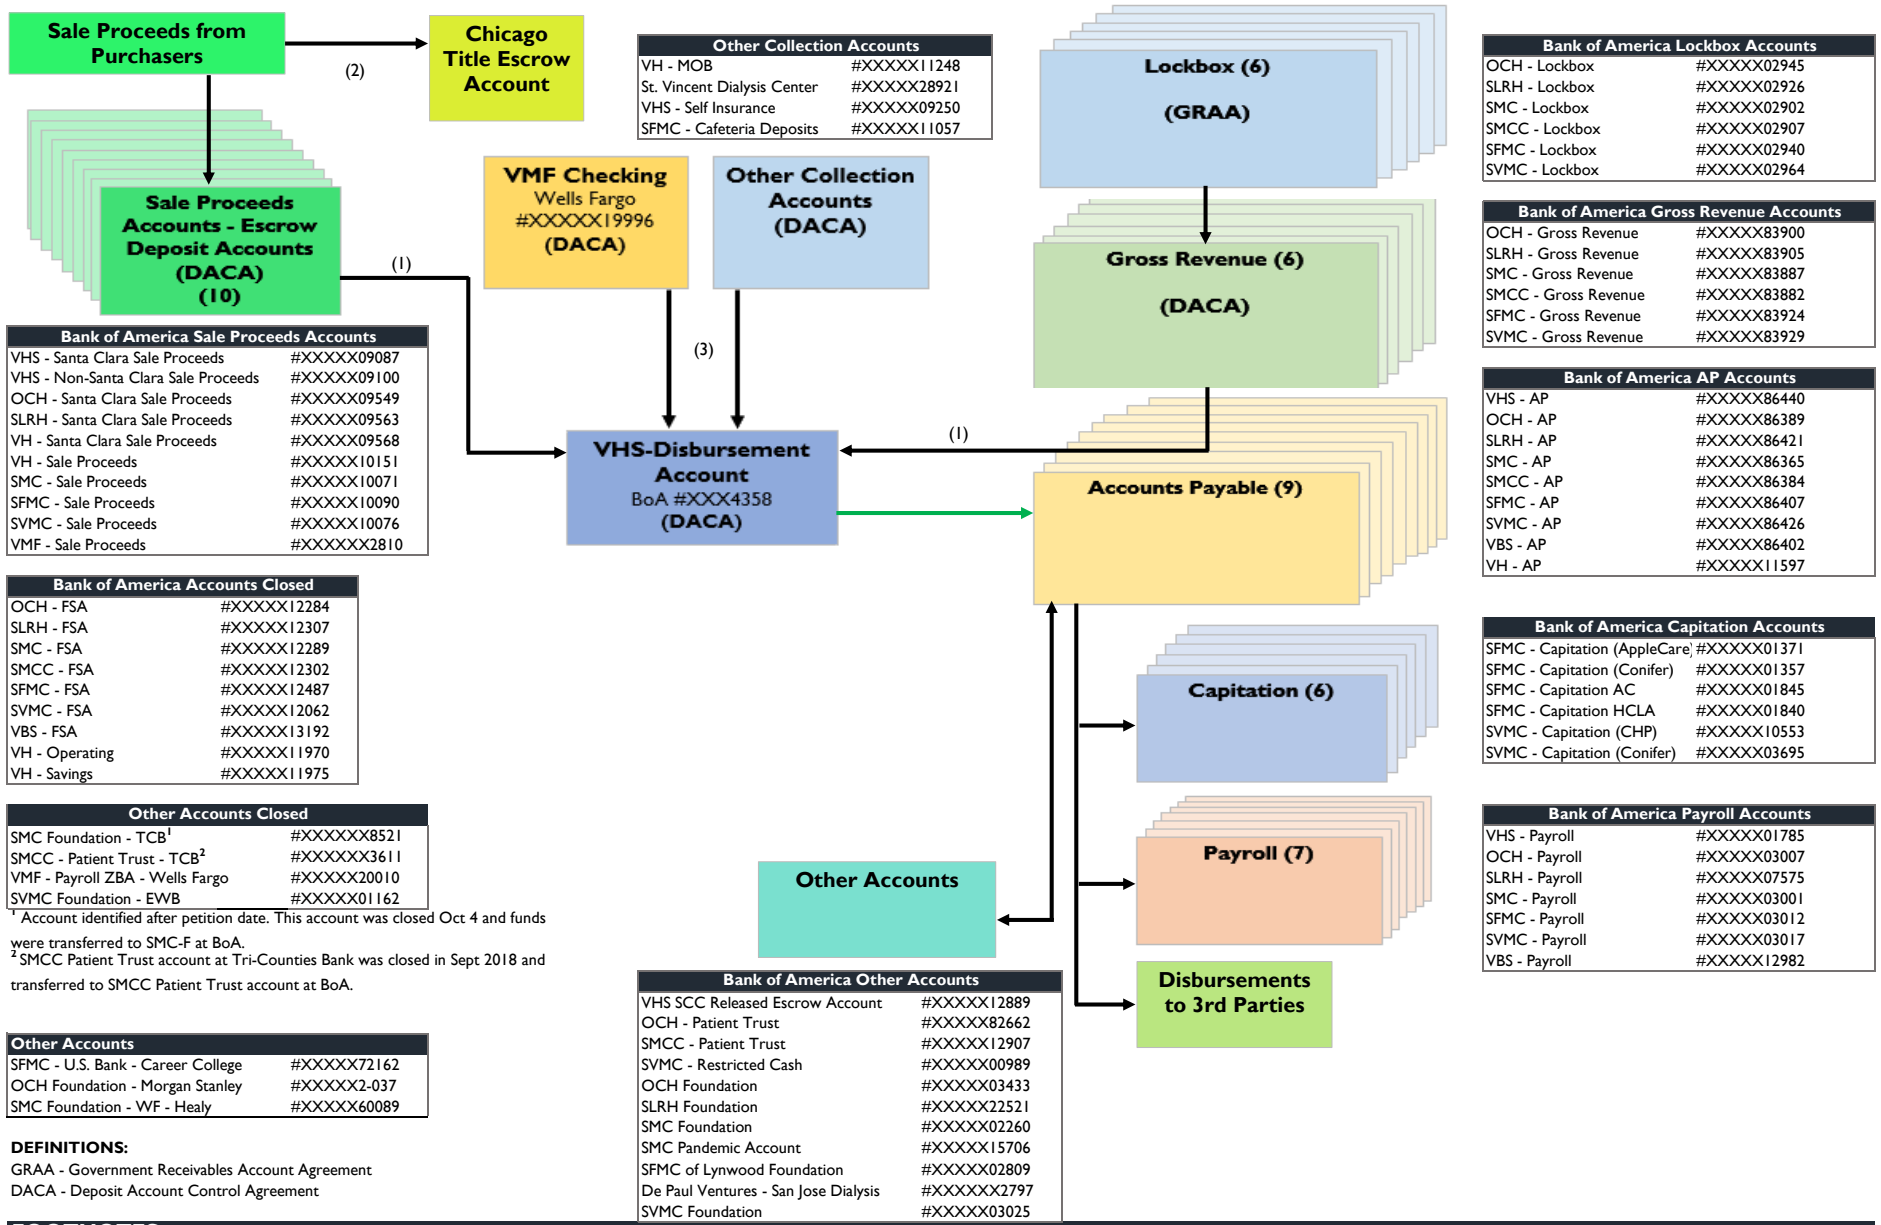 Sale Proceeds from
Purchasers
(2)
Chicago
Title Escrow
Account
Other Collection Accounts
VH - MOB #XXXXX11248
St. Vincent Dialysis Center #XXXXX28921
VHS - Self Insurance #XXXXX09250
SFMC - Cafeteria Deposits #XXXXX11057
Lockbox (6)
(GRAA)
Bank of America Lockbox Accounts
OCH - Lockbox #XXXXX02945
SLRH - Lockbox #XXXXX02926
SMC - Lockbox #XXXXX02902
SMCC - Lockbox #XXXXX02907
SFMC - Lockbox #XXXXX02940
SVMC - Lockbox #XXXXX02964
Sale Proceeds
Accounts - Escrow
Deposit Accounts
(DACA)
(10)
(1)
VMF Checking
Wells Fargo
#XXXXX19996
(DACA)
Other Collection
Accounts
(DACA)
(3)
Gross Revenue (6)
(DACA)
Bank of America Gross Revenue Accounts
OCH - Gross Revenue #XXXXX83900
SLRH - Gross Revenue #XXXXX83905
SMC - Gross Revenue #XXXXX83887
SMCC - Gross Revenue #XXXXX83882
SFMC - Gross Revenue #XXXXX83924
SVMC - Gross Revenue #XXXXX83929
Bank of America Sale Proceeds Accounts
VHS - Santa Clara Sale Proceeds #XXXXX09087
VHS - Non-Santa Clara Sale Proceeds #XXXXX09100
OCH - Santa Clara Sale Proceeds #XXXXX09549
SLRH - Santa Clara Sale Proceeds #XXXXX09563
VH - Santa Clara Sale Proceeds #XXXXX09568
VH - Sale Proceeds #XXXXX10151
SMC - Sale Proceeds #XXXXX10071
SFMC - Sale Proceeds #XXXXX10090
SVMC - Sale Proceeds #XXXXX10076
VMF - Sale Proceeds #XXXXXX2810
VHS-Disbursement
Account
BoA #XXX4358
(DACA)
(1)
Accounts Payable (9)
Bank of America AP Accounts
VHS - AP #XXXXX86440
OCH - AP #XXXXX86389
SLRH - AP #XXXXX86421
SMC - AP #XXXXX86365
SMCC - AP #XXXXX86384
SFMC - AP #XXXXX86407
SVMC - AP #XXXXX86426
VBS - AP #XXXXX86402
VH - AP #XXXXX11597
Bank of America Accounts Closed
OCH - FSA #XXXXX12284
SLRH - FSA #XXXXX12307
SMC - FSA #XXXXX12289
SMCC - FSA #XXXXX12302
SFMC - FSA #XXXXX12487
SVMC - FSA #XXXXX12062
VBS - FSA #XXXXX13192
VH - Operating #XXXXX11970
VH - Savings #XXXXX11975
Capitation (6)
Bank of America Capitation Accounts
SFMC - Capitation (AppleCare) #XXXXX01371
SFMC - Capitation (Conifer) #XXXXX01357
SFMC - Capitation AC #XXXXX01845
SFMC - Capitation HCLA #XXXXX01840
SVMC - Capitation (CHP) #XXXXX10553
SVMC - Capitation (Conifer) #XXXXX03695
Other Accounts Closed
SMC Foundation - TCB¹ #XXXXXX8521
SMCC - Patient Trust - TCB² #XXXXXX3611
VMF - Payroll ZBA - Wells Fargo #XXXXX20010
SVMC Foundation - EWB #XXXXX01162
¹ Account identified after petition date. This account was closed Oct 4 and funds
were transferred to SMC-F at BoA.
² SMCC Patient Trust account at Tri-Counties Bank was closed in Sept 2018 and
transferred to SMCC Patient Trust account at BoA.
Other Accounts
Payroll (7)
Bank of America Payroll Accounts
VHS - Payroll #XXXXX01785
OCH - Payroll #XXXXX03007
SLRH - Payroll #XXXXX07575
SMC - Payroll #XXXXX03001
SFMC - Payroll #XXXXX03012
SVMC - Payroll #XXXXX03017
VBS - Payroll #XXXXX12982
Disbursements
to 3rd Parties
Other Accounts
SFMC - U.S. Bank - Career College #XXXXX72162
OCH Foundation - Morgan Stanley #XXXXX2-037
SMC Foundation - WF - Healy #XXXXX60089
Bank of America Other Accounts
VHS SCC Released Escrow Account #XXXXX12889
OCH - Patient Trust #XXXXX82662
SMCC - Patient Trust #XXXXX12907
SVMC - Restricted Cash #XXXXX00989
OCH Foundation #XXXXX03433
SLRH Foundation #XXXXX22521
SMC Foundation #XXXXX02260
SMC Pandemic Account #XXXXX15706
SFMC of Lynwood Foundation #XXXXX02809
De Paul Ventures - San Jose Dialysis #XXXXXX2797
SVMC Foundation #XXXXX03025
DEFINITIONS:
GRAA - Government Receivables Account Agreement
DACA - Deposit Account Control Agreement